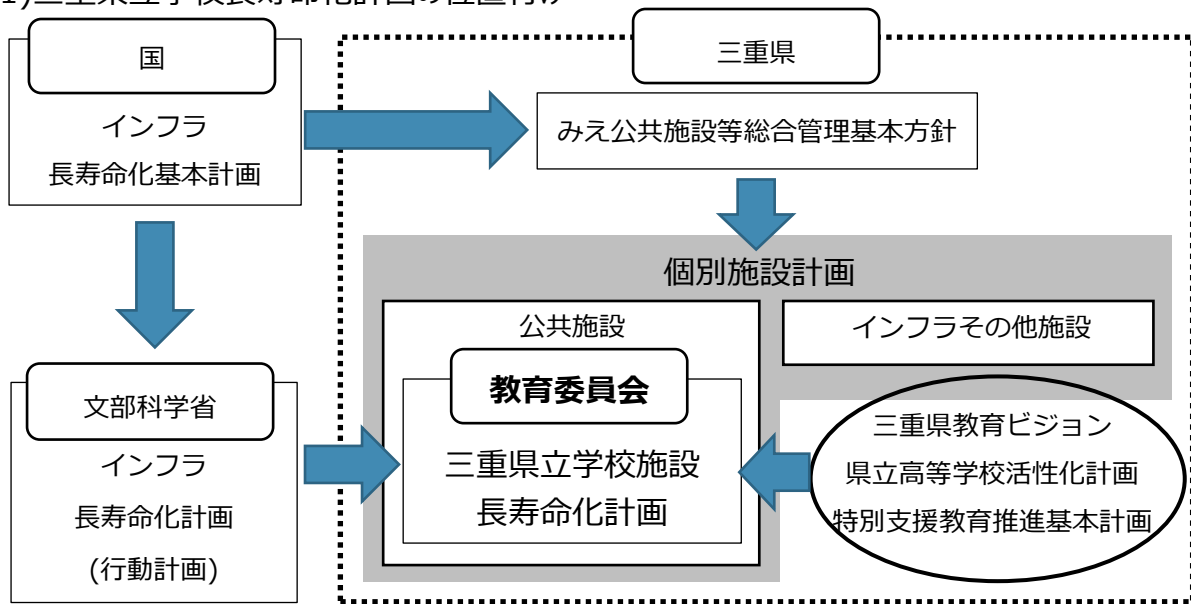 国
インフラ
長寿命化基本計画
三重県
みえ公共施設等総合管理基本方針
個別施設計画
公共施設
インフラその他施設
教育委員会
三重県立学校施設
長寿命化計画
文部科学省
インフラ
長寿命化計画
(行動計画)
三重県教育ビジョン
県立高等学校活性化計画
特別支援教育推進基本計画